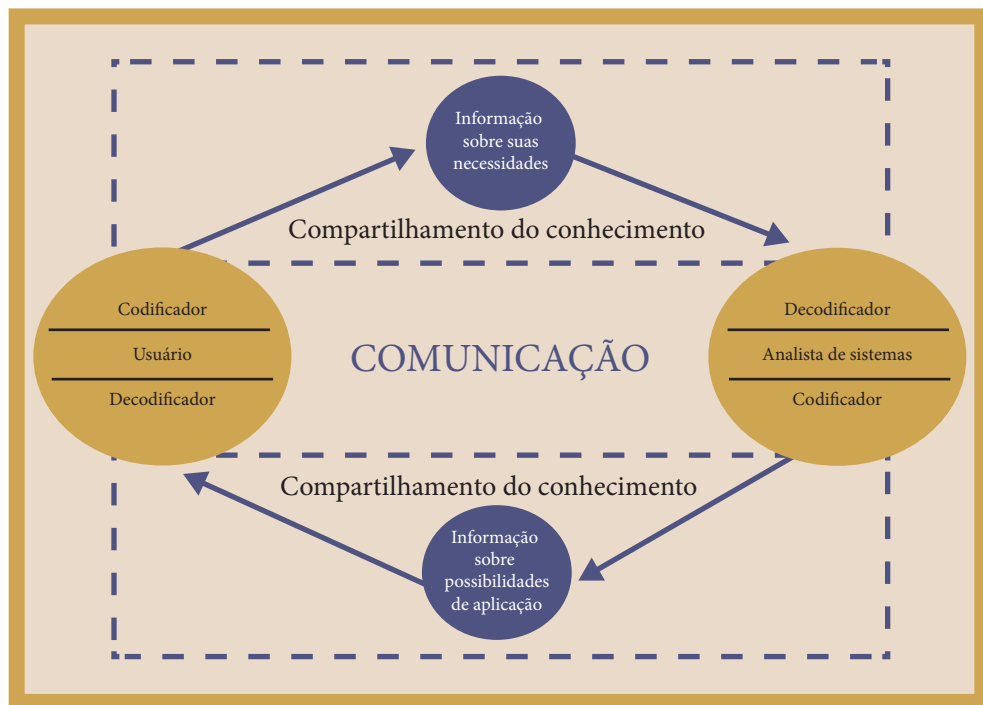 Informação
sobre suas
necessidades
Compartilhamento do conhecimento
Codificador
Usuário
Decodificador
COMUNICAÇÃO
Decodificador
Analista de sistemas
Codificador
Compartilhamento do conhecimento
Informação
sobre
possibilidades
de aplicação